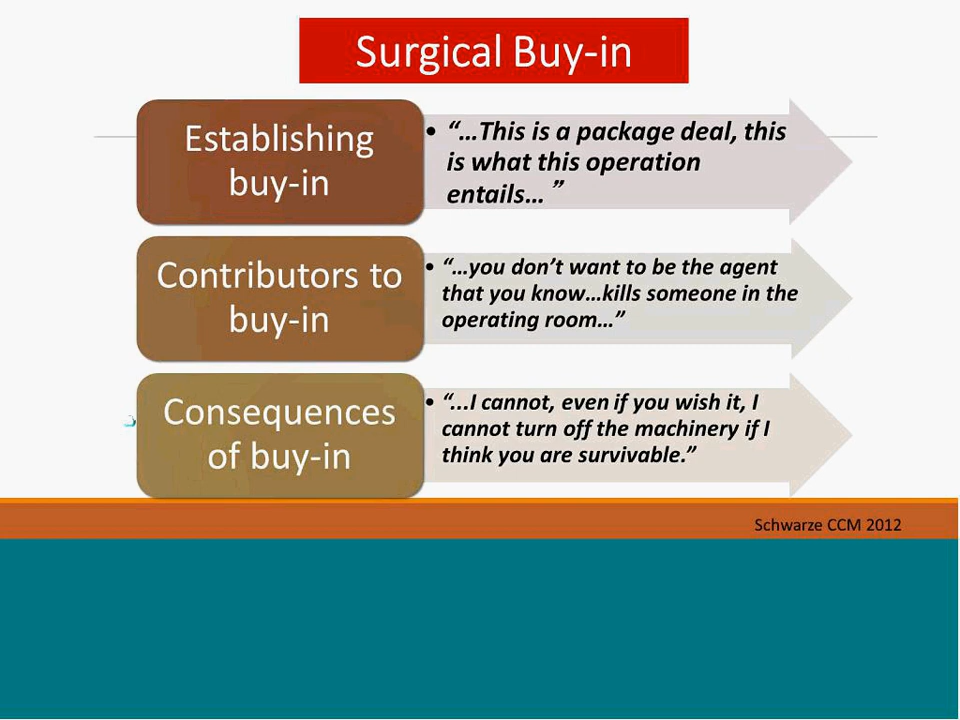 Surgical Buy-in
Establishing
buy-in
• “…This is a package deal, this
is what this operation
entails… ”
Contributors to
buy-in
• “…you don’t want to be the agent
that you know…kills someone in the
operating room…”
Consequences
of buy-in
• “...I cannot, even if you wish it, I
cannot turn off the machinery if I
think you are survivable.”
Schwarze CCM 2012